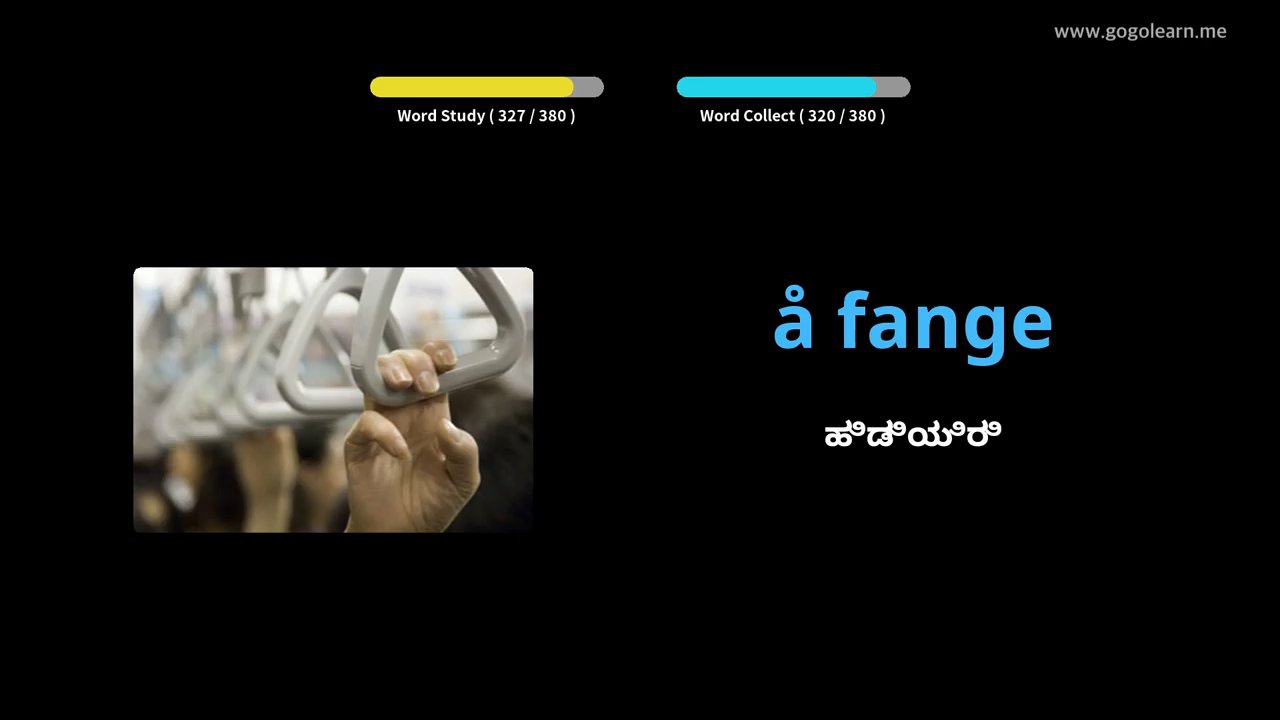 www.gogolearn.me
Word Study ( 327 / 380 )
Word Collect ( 320 / 380 )
å fange
ಹಿಡಿಯಿರಿ